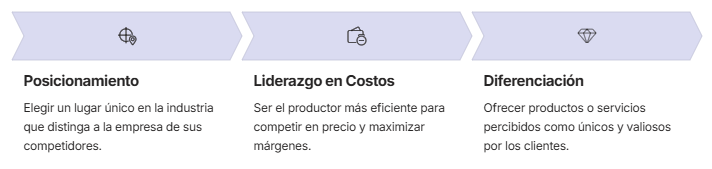 Posicionamiento
Elegir un lugar único en la industria
que distinga a la empresa de sus
competidores.
Liderazgo en Costos
Ser el productor más eficiente para
competir en precio y maximizar
márgenes.
Diferenciación
Ofrecer productos o servicios
percibidos como únicos y valiosos
por los clientes.